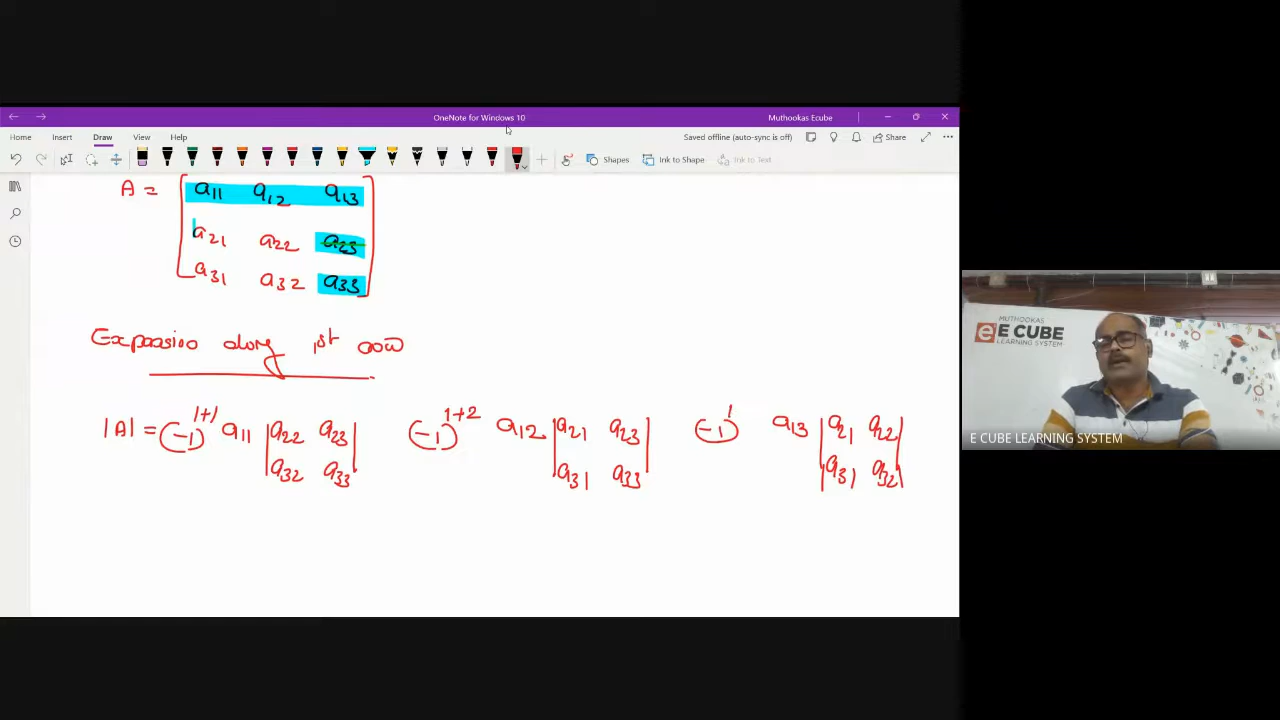 OneNote for Windows 10
Muthookas Ecube
Home Insert Draw View Help
Saved offline (auto-sync is off)
Share
Shapes
Ink to Shape
Ink to Text
A = [a11 a12 a13
a21 a22 a23
a31 a32 a33]
Expansion along 1st row
|A| = (-1)^1+1 a11 |a22 a23| (-1)^1+2 a12 |a21 a23| (-1)^1 a13 |a21 a22|
|a32 a33| |a31 a33| |a31 a32|
MUTHOOKAS
e E CUBE
LEARNING SYSTEM
E CUBE LEARNING SYSTEM